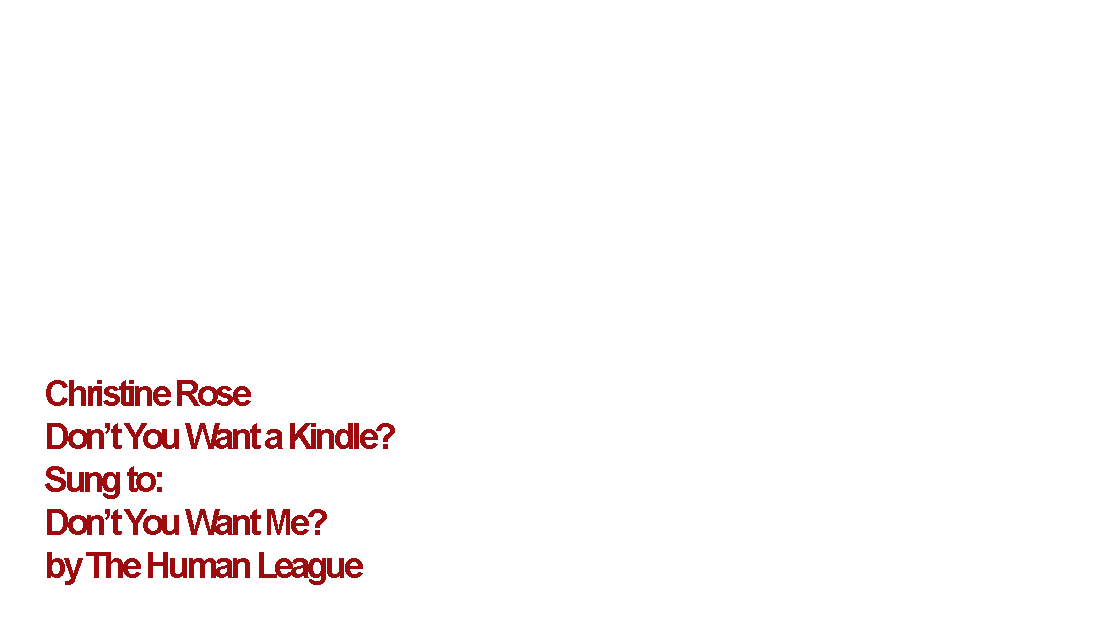 Christine Rose
Don’t You Want a Kindle?
Sung to:
Don’t You Want Me?
by The Human League